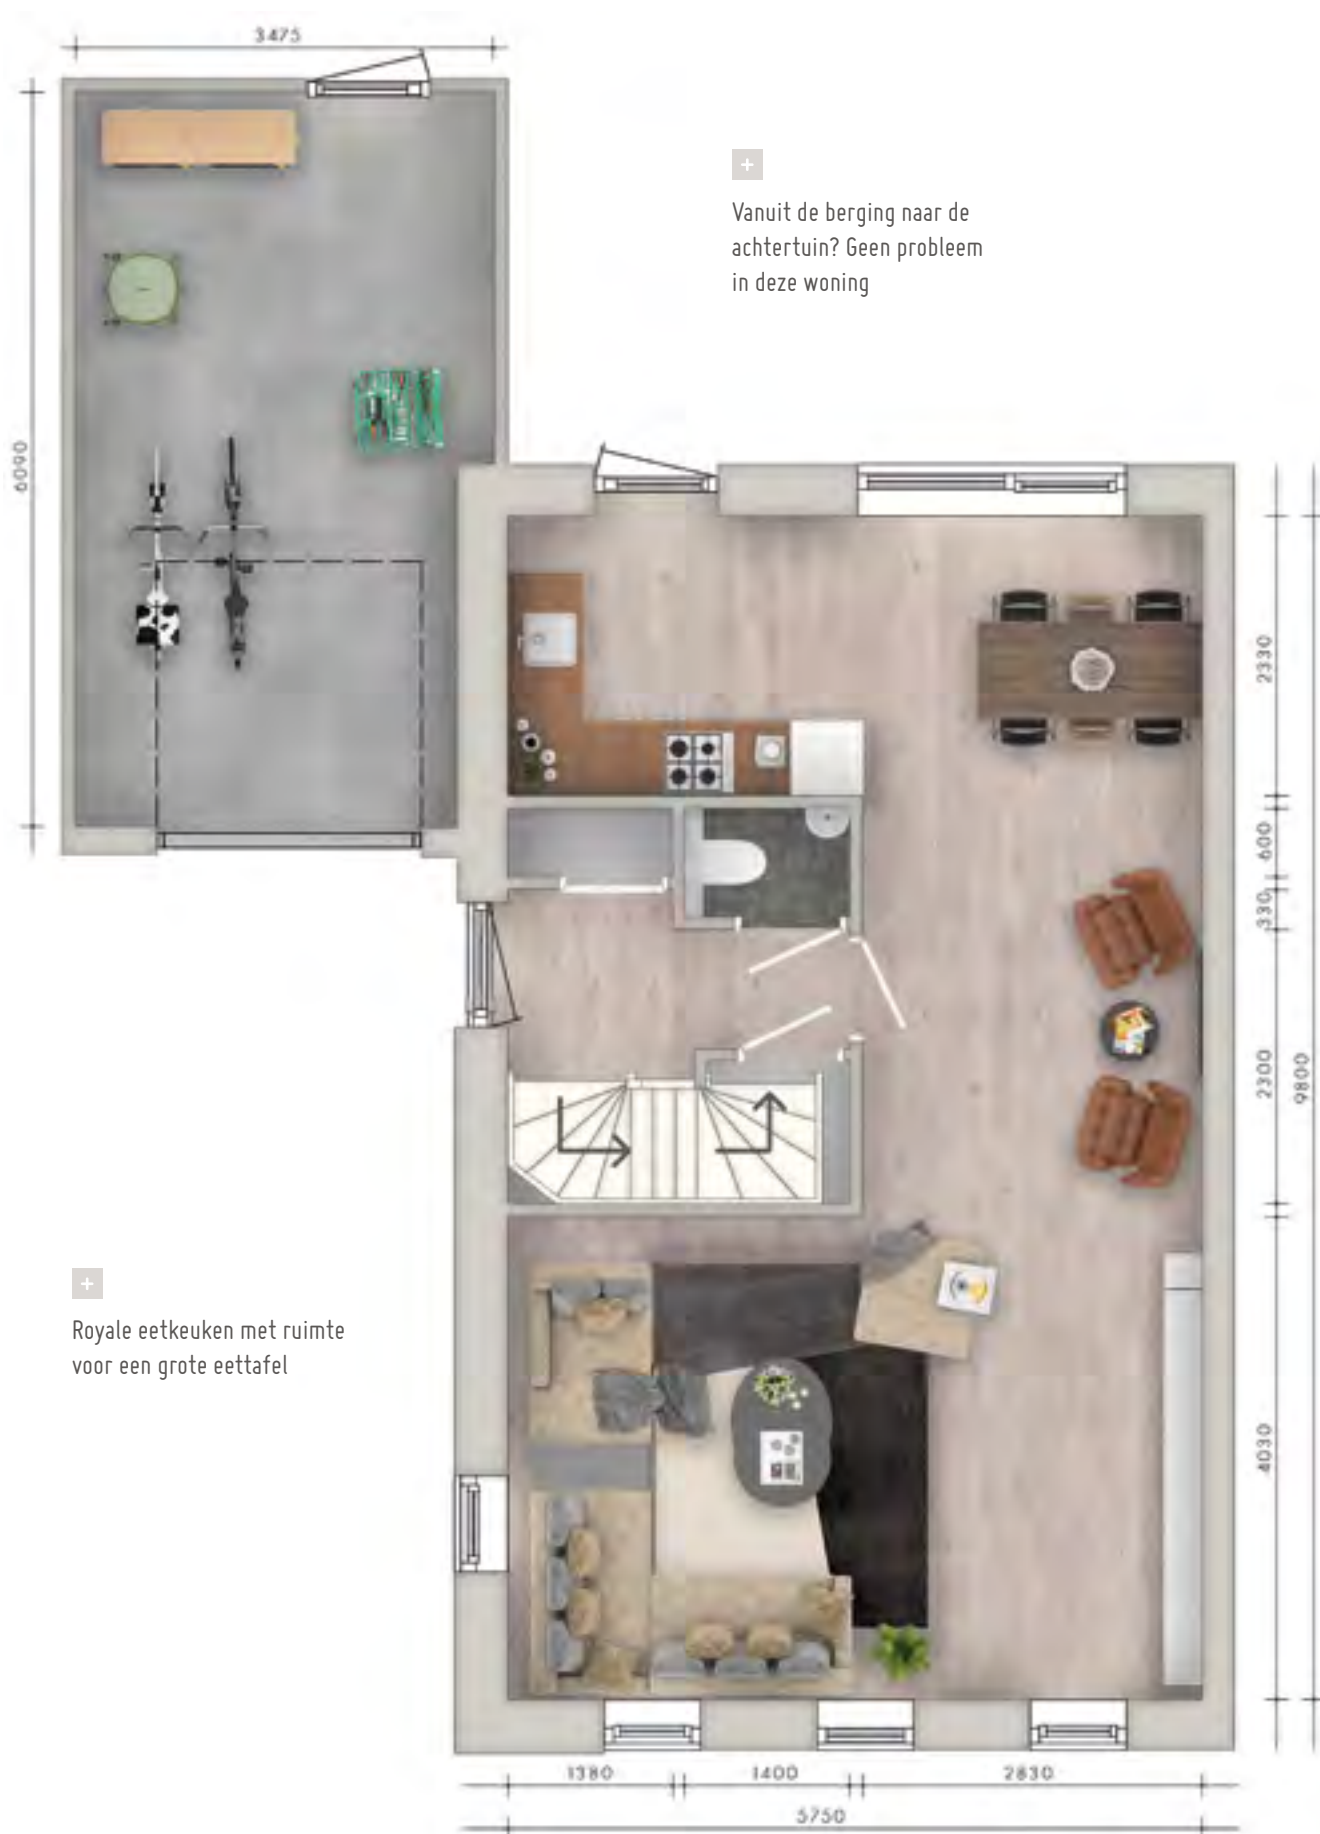 3475
6090
+
Vanuit de berging naar de
achtertuin? Geen probleem
in deze woning
2330
600
330
2300
9800
4030
+
Royale eetkeuken met ruimte
voor een grote eettafel
1380
1400
2830
5750